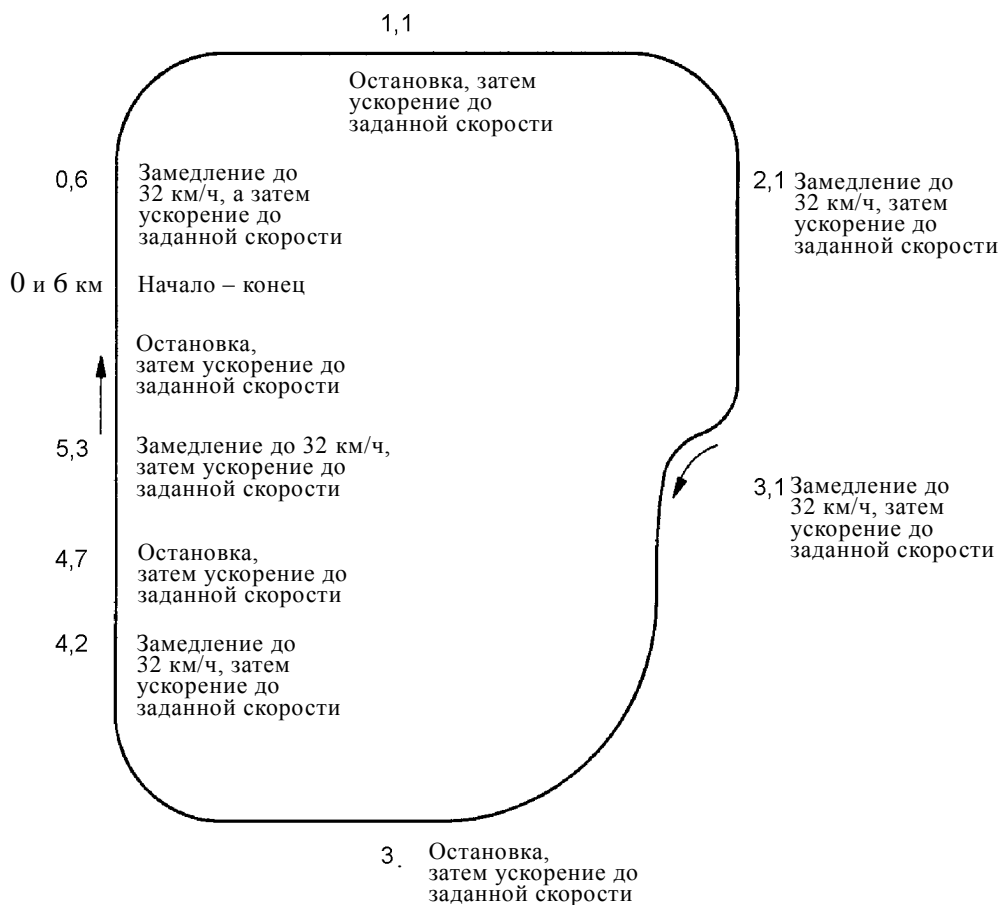 1,1
Остановка, затем
ускорение до
заданной скорости
0,6
Замедление до
32 км/ч, а затем
ускорение до
заданной скорости
2,1
Замедление до
32 км/ч, затем
ускорение до
заданной скорости
0 и 6 км
Начало – конец
Остановка,
затем ускорение до
заданной скорости
5,3
Замедление до 32 км/ч,
затем ускорение до
заданной скорости
3,1
Замедление до
32 км/ч, затем
ускорение до
заданной скорости
4,7
Остановка,
затем ускорение до
заданной скорости
4,2
Замедление до
32 км/ч, затем
ускорение до
заданной скорости
3.
Остановка,
затем ускорение до
заданной скорости